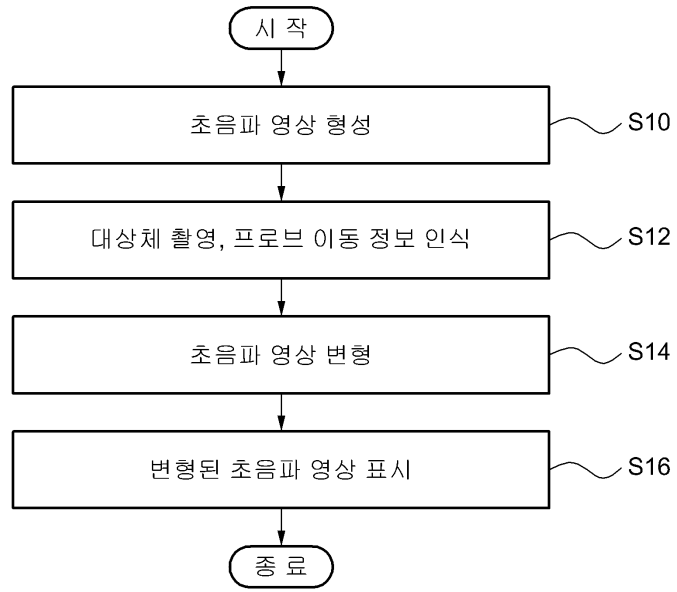 시 작
초음파 영상 형성
S10
대상체 촬영, 프로브 이동 정보 인식
S12
초음파 영상 변형
S14
변형된 초음파 영상 표시
S16
종 료